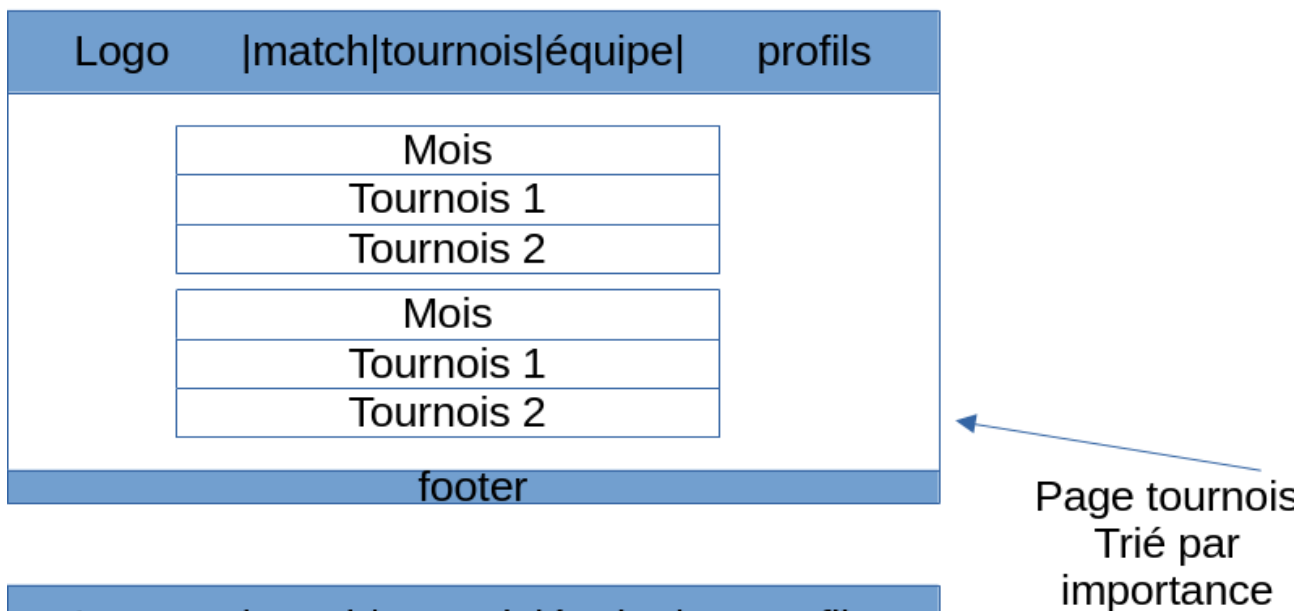 Logo |match|tournois|équipe| profils
Mois
Tournois 1
Tournois 2
Mois
Tournois 1
Tournois 2
footer
Page tournois
Trié par
importance